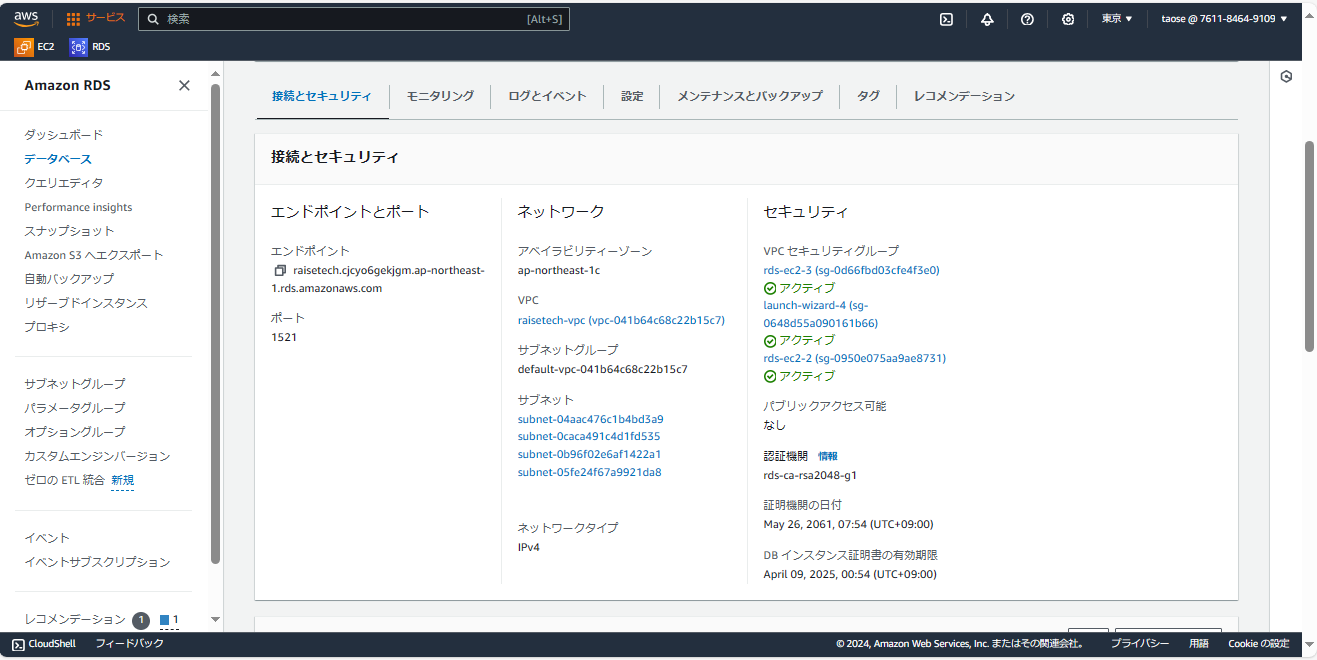 aws
サービス
検索
[Alt+S]
東京 ▼
taose @ 7611-8464-9109 ▼
EC2
RDS
Amazon RDS
ダッシュボード
データベース
クエリエディタ
Performance insights
スナップショット
Amazon S3 へエクスポート
自動バックアップ
リザーブドインスタンス
プロキシ
サブネットグループ
パラメータグループ
オプショングループ
カスタムエンジンバージョン
ゼロの ETL 統合 新規
イベント
イベントサブスクリプション
レコメンデーション 1 1
接続とセキュリティ
モニタリング
ログとイベント
設定
メンテナンスとバックアップ
タグ
レコメンデーション
接続とセキュリティ
エンドポイントとポート
エンドポイント
raisetech.cjcyo6gekjgm.ap-northeast-
1.rds.amazonaws.com
ポート
1521
ネットワーク
アベイラビリティーゾーン
ap-northeast-1c
VPC
raisetech-vpc (vpc-041b64c68c22b15c7)
サブネットグループ
default-vpc-041b64c68c22b15c7
サブネット
subnet-04aac476c1b4bd3a9
subnet-0caca491c4d1fd535
subnet-0b96f02e6af1422a1
subnet-05fe24f67a9921da8
ネットワークタイプ
IPv4
セキュリティ
VPC セキュリティグループ
rds-ec2-3 (sg-0d66fbd03cfe4f3e0)
アクティブ
launch-wizard-4 (sg-
0648d55a090161b66)
アクティブ
rds-ec2-2 (sg-0950e075aa9ae8731)
アクティブ
パブリックアクセス可能
なし
認証機関 情報
rds-ca-rsa2048-g1
証明機関の日付
May 26, 2061, 07:54 (UTC+09:00)
DB インスタンス証明書の有効期限
April 09, 2025, 00:54 (UTC+09:00)
CloudShell
フィードバック
© 2024, Amazon Web Services, Inc. またはその関連会社。
プライバシー
用語
Cookie の設定